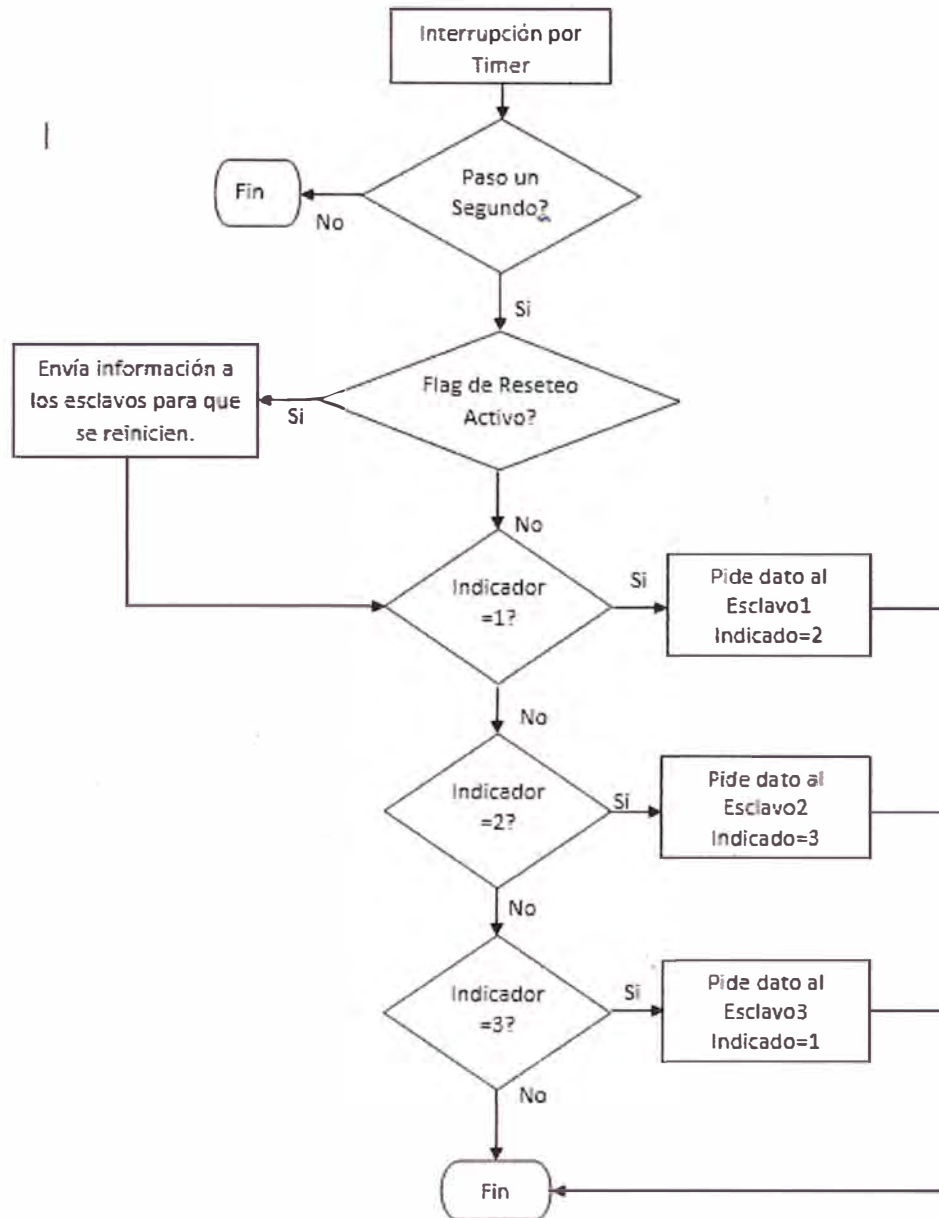 Interrupción por
Timer
Paso un
Segundo?
Fin
No
Si
Flag de Reseteo
Activo?
Si
Envía información a
los esclavos para que
se reinicien.
No
Indicador
=1?
Si
Pide dato al
Esclavo1
Indicado=2
No
Indicador
=2?
Si
Pide dato al
Esclavo2
Indicado=3
No
Indicador
=3?
Si
Pide dato al
Esclavo3
Indicado=1
No
Fin